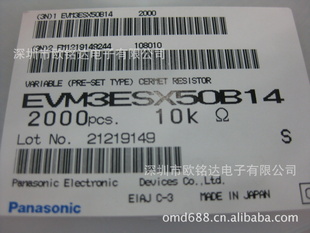 (3N)1 EVM3ESX50B14 2000
(3N)2 EM1219149244 108010
深圳市欧铭达电子有限公司
VARIABLE (PRE-SET TYPE) CERMET RESISTOR
EVM3ESX50B14
2000pcs. 10k Ω
Lot No. 21219149 S
深圳市欧铭达电子有限公司
Panasonic Electronic Devices Co.,Ltd.
EIAJ C-3 MADE IN JAPAN
Panasonic
omd688.cn.alibaba.com